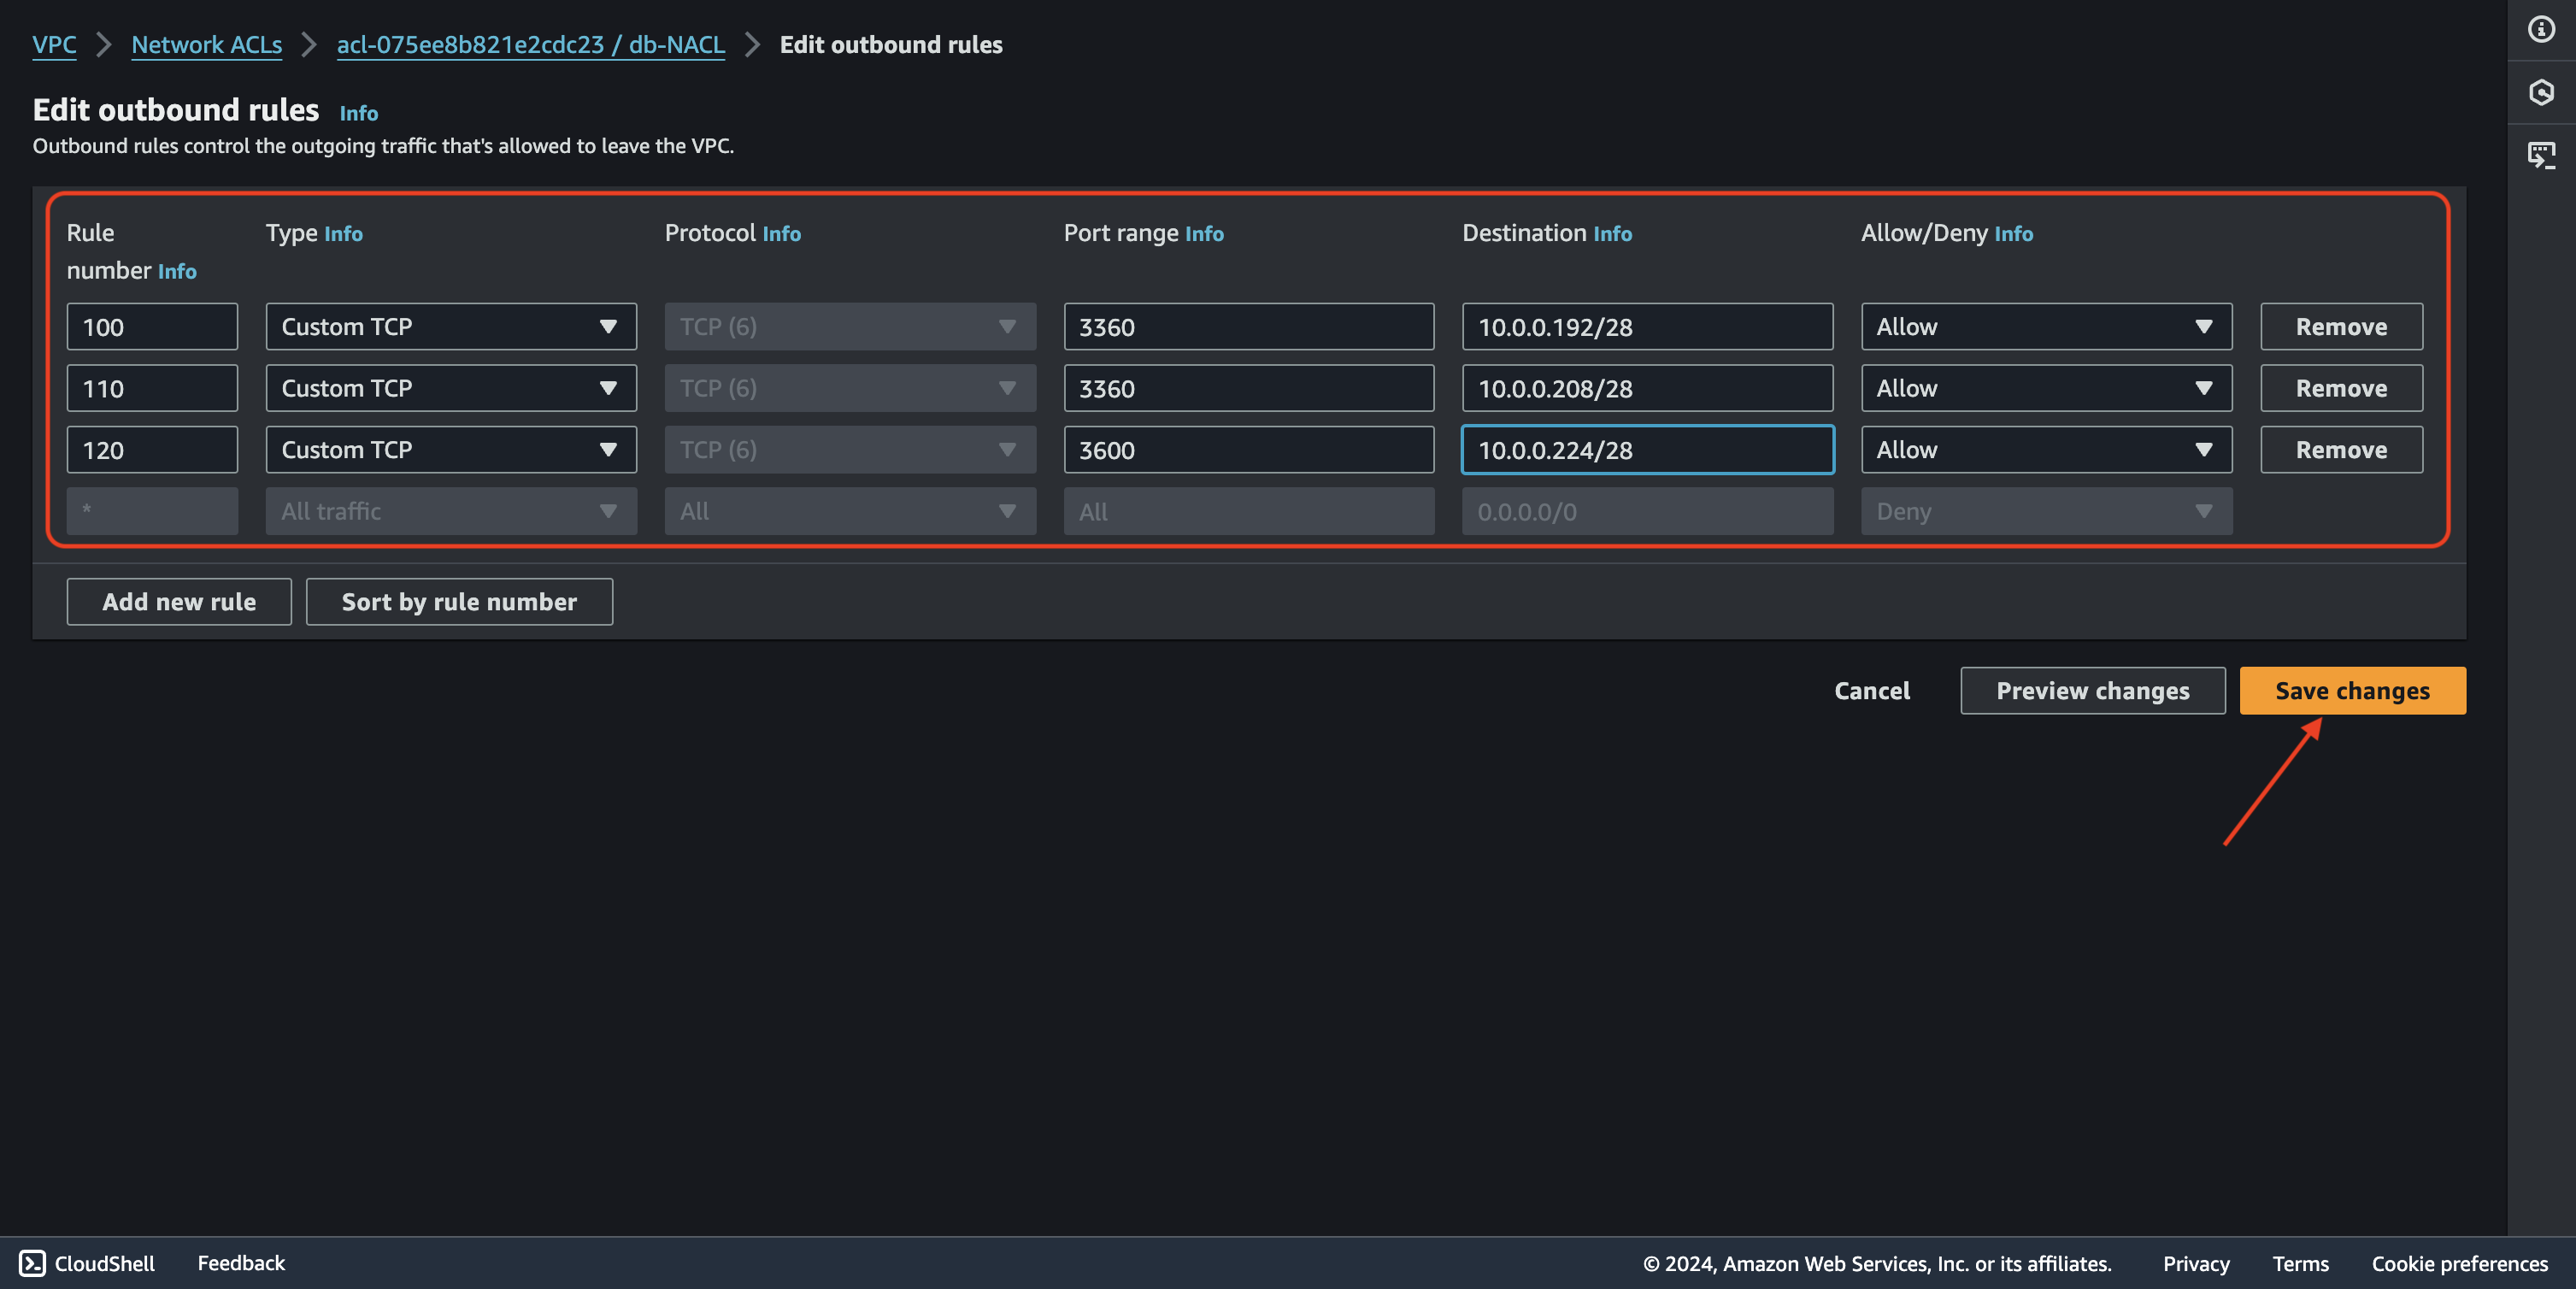 VPC > Network ACLs > acl-075ee8b821e2cdc23 / db-NACL > Edit outbound rules
Edit outbound rules Info
Outbound rules control the outgoing traffic that's allowed to leave the VPC.
Rule number Info Type Info Protocol Info Port range Info Destination Info Allow/Deny Info
100 Custom TCP TCP (6) 3360 10.0.0.192/28 Allow Remove
110 Custom TCP TCP (6) 3360 10.0.0.208/28 Allow Remove
120 Custom TCP TCP (6) 3600 10.0.0.224/28 Allow Remove
* All traffic All All 0.0.0.0/0 Deny
Add new rule Sort by rule number
Cancel Preview changes Save changes
CloudShell Feedback © 2024, Amazon Web Services, Inc. or its affiliates. Privacy Terms Cookie preferences